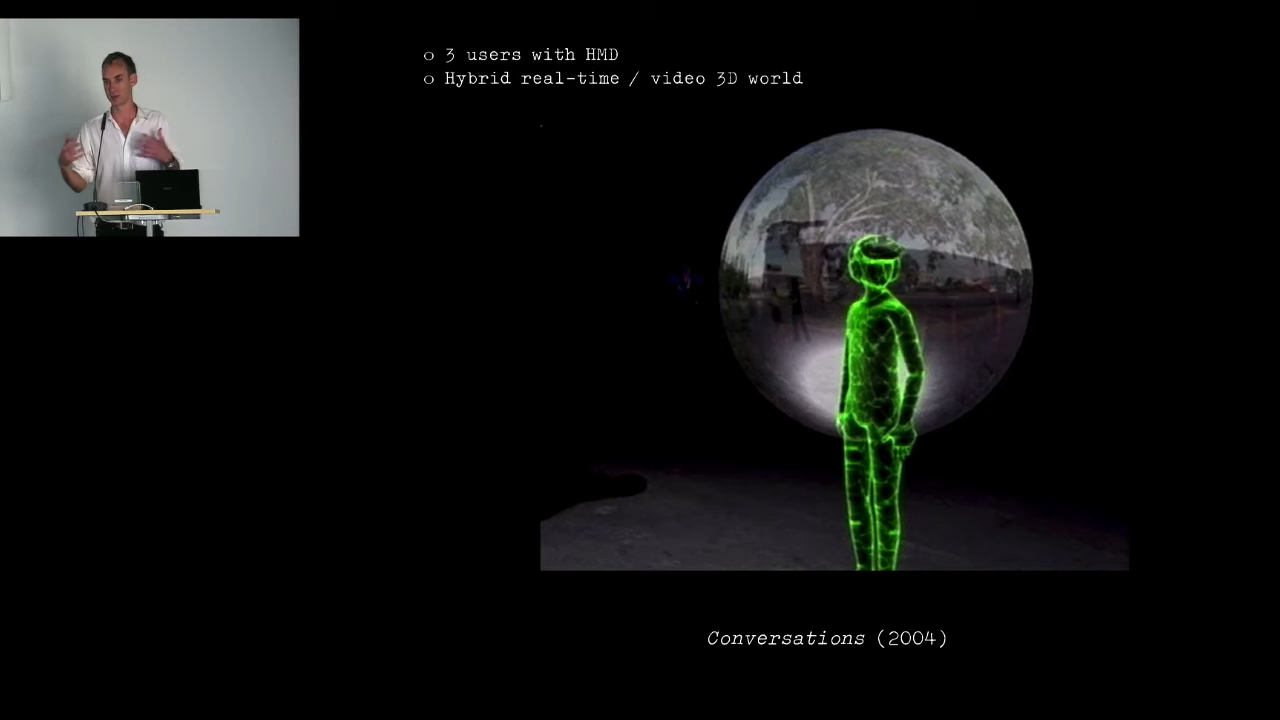 o 3 users with HMD
o Hybrid real-time / video 3D world
Conversations (2004)